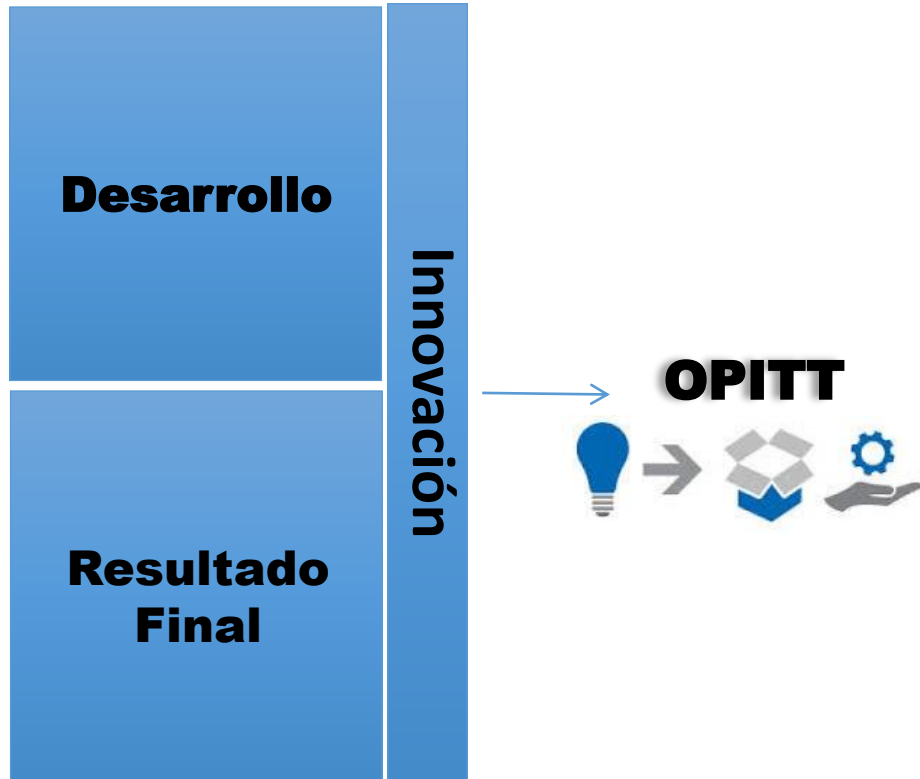 Desarrollo
Innovación
OPITT
Resultado
Final